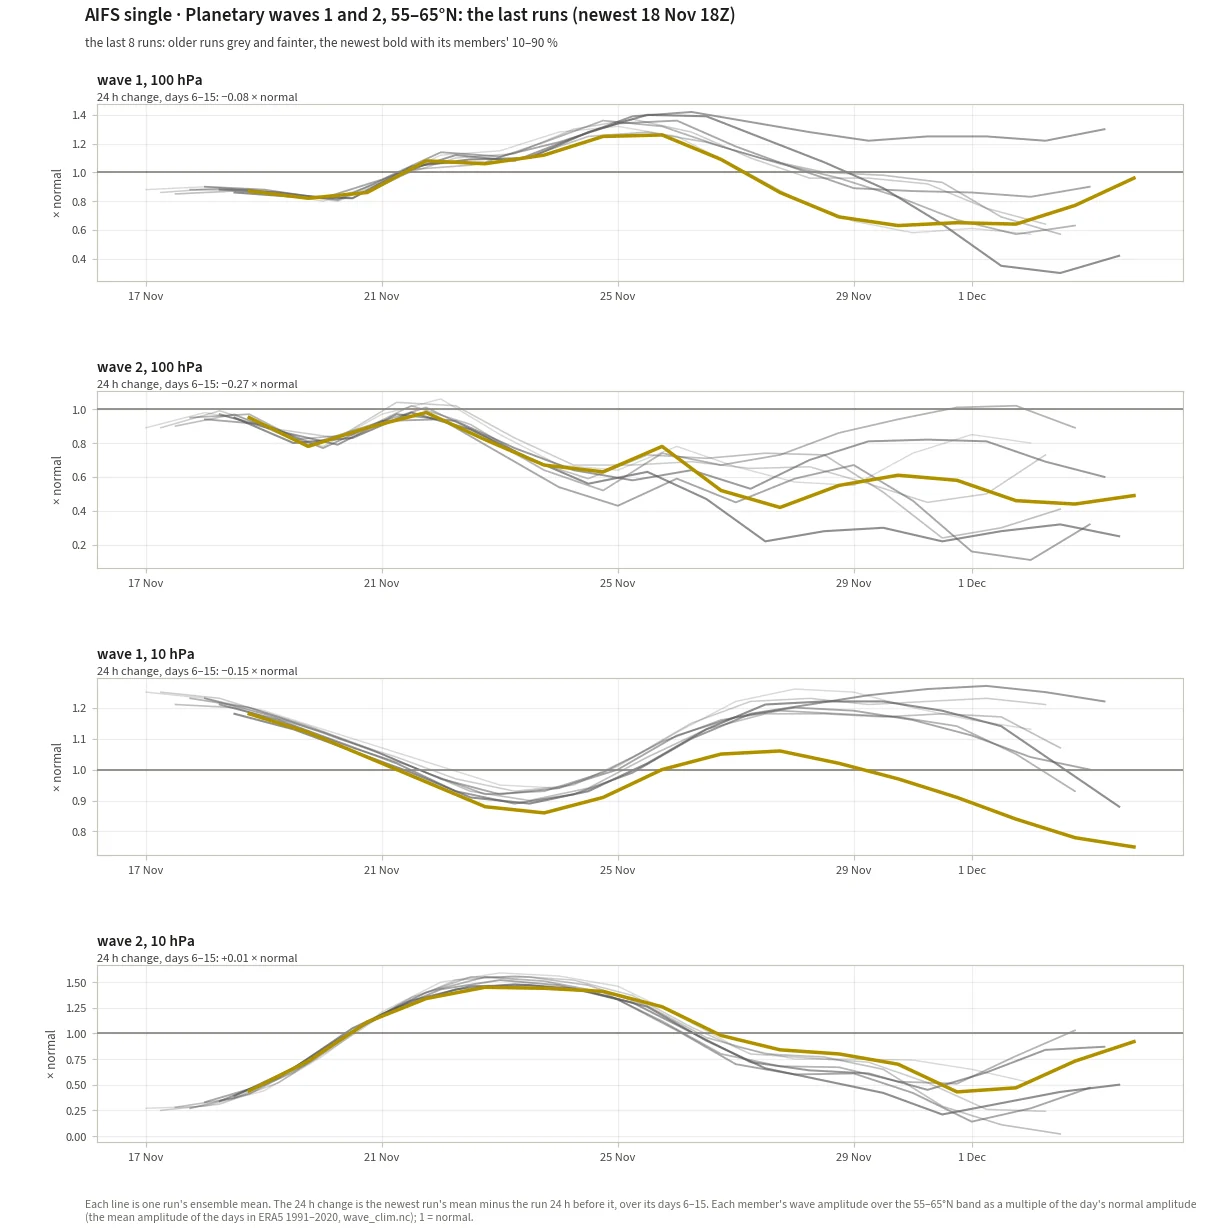 AIFS single · Planetary waves 1 and 2, 55–65°N: the last runs (newest 18 Nov 18Z)
the last 8 runs: older runs grey and fainter, the newest bold with its members' 10–90 %
wave 1, 100 hPa
24 h change, days 6–15: −0.08 × normal
1.4
1.2
1.0
0.8
0.6
0.4
× normal
17 Nov
21 Nov
25 Nov
29 Nov
1 Dec
wave 2, 100 hPa
24 h change, days 6–15: −0.27 × normal
1.0
0.8
0.6
0.4
0.2
× normal
17 Nov
21 Nov
25 Nov
29 Nov
1 Dec
wave 1, 10 hPa
24 h change, days 6–15: −0.15 × normal
1.2
1.1
1.0
0.9
0.8
× normal
17 Nov
21 Nov
25 Nov
29 Nov
1 Dec
wave 2, 10 hPa
24 h change, days 6–15: +0.01 × normal
1.50
1.25
1.00
0.75
0.50
0.25
0.00
× normal
17 Nov
21 Nov
25 Nov
29 Nov
1 Dec
Each line is one run's ensemble mean. The 24 h change is the newest run's mean minus the run 24 h before it, over its days 6–15. Each member's wave amplitude over the 55–65°N band as a multiple of the day's normal amplitude
(the mean amplitude of the days in ERA5 1991–2020, wave_clim.nc); 1 = normal.